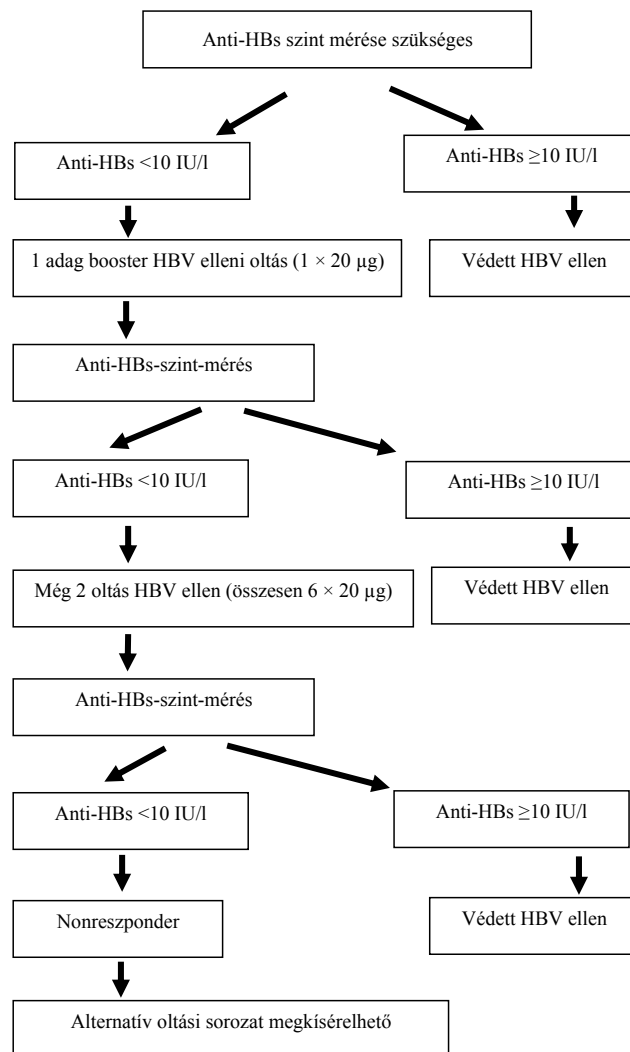 Anti-HBs szint mérése szükséges
Anti-HBs <10 IU/l
Anti-HBs ≥10 IU/l
1 adag booster HBV elleni oltás (1 × 20 µg)
Védett HBV ellen
Anti-HBs-szint-mérés
Anti-HBs <10 IU/l
Anti-HBs ≥10 IU/l
Még 2 oltás HBV ellen (összesen 6 × 20 µg)
Védett HBV ellen
Anti-HBs-szint-mérés
Anti-HBs <10 IU/l
Anti-HBs ≥10 IU/l
Nonreszponder
Védett HBV ellen
Alternatív oltási sorozat megkísérelhető